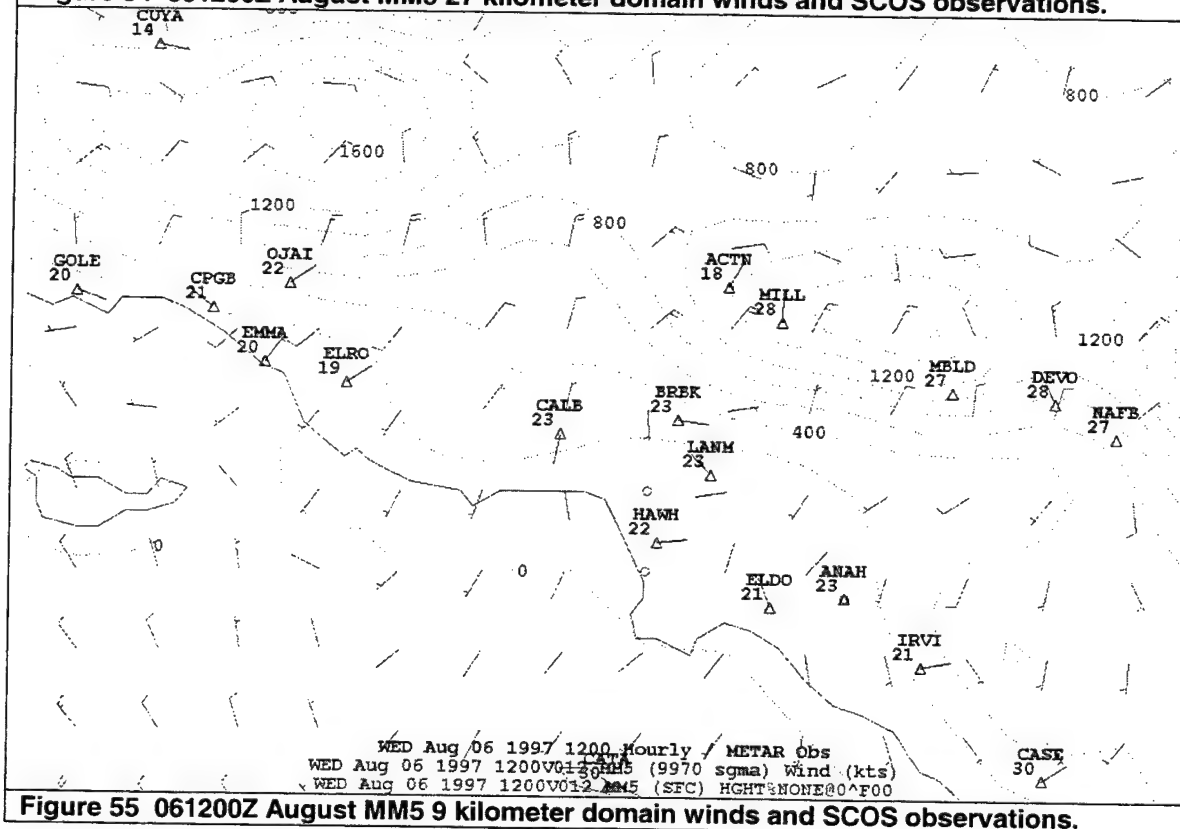 061200Z August MM5 27 kilometer domain winds and SCOS observations.
CUYA
14
800
1600
800
1200
800
GOLE
20
CPGB
21
OJAI
22
ACTN
18
MILL
28
EMMA
20
ELRO
19
1200
1200
MBLD
27
DEVO
28
NAFB
27
CALB
23
BRBK
23
400
LANM
23
HAWH
22
0
0
ELDO
21
ANAH
23
IRVI
21
WED Aug 06 1997 1200 Hourly / METAR Obs
CATA
30
WED Aug 06 1997 1200V012 MM5 (9970 sgma) Wind (kts)
WED Aug 06 1997 1200V012 MM5 (SFC) HGHT%NONE@0^F00
CASE
30
Figure 55 061200Z August MM5 9 kilometer domain winds and SCOS observations.